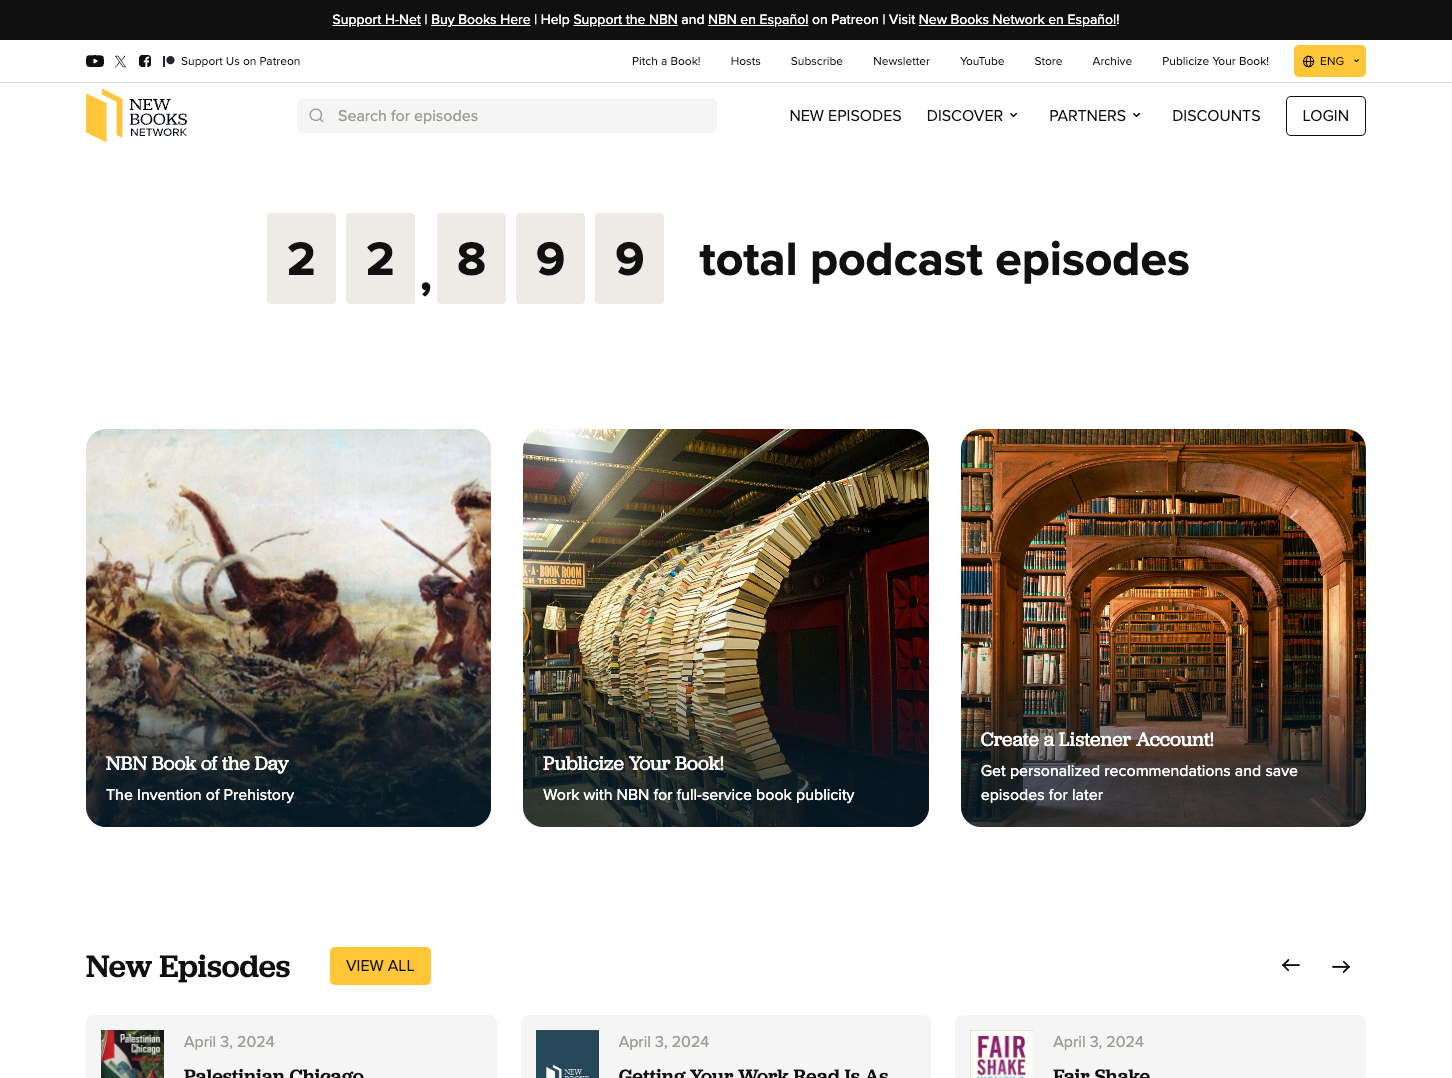 Support H-Net | Buy Books Here | Help Support the NBN and NBN en Español on Patreon | Visit New Books Network en Español!
Support Us on Patreon
Pitch a Book!
Hosts
Subscribe
Newsletter
YouTube
Store
Archive
Publicize Your Book!
ENG
NEW
BOOKS
NETWORK
Search for episodes
NEW EPISODES
DISCOVER
PARTNERS
DISCOUNTS
LOGIN
22,899 total podcast episodes
BOOK ROOM
THIS DOOR
NBN Book of the Day
The Invention of Prehistory
Publicize Your Book!
Work with NBN for full-service book publicity
Create a Listener Account!
Get personalized recommendations and save
episodes for later
New Episodes
VIEW ALL
Palestinian
Chicago
April 3, 2024
Palestinian Chicago
NEW
April 3, 2024
Getting Your Work Read Is As
FAIR
SHAKE
April 3, 2024
Fair Shake